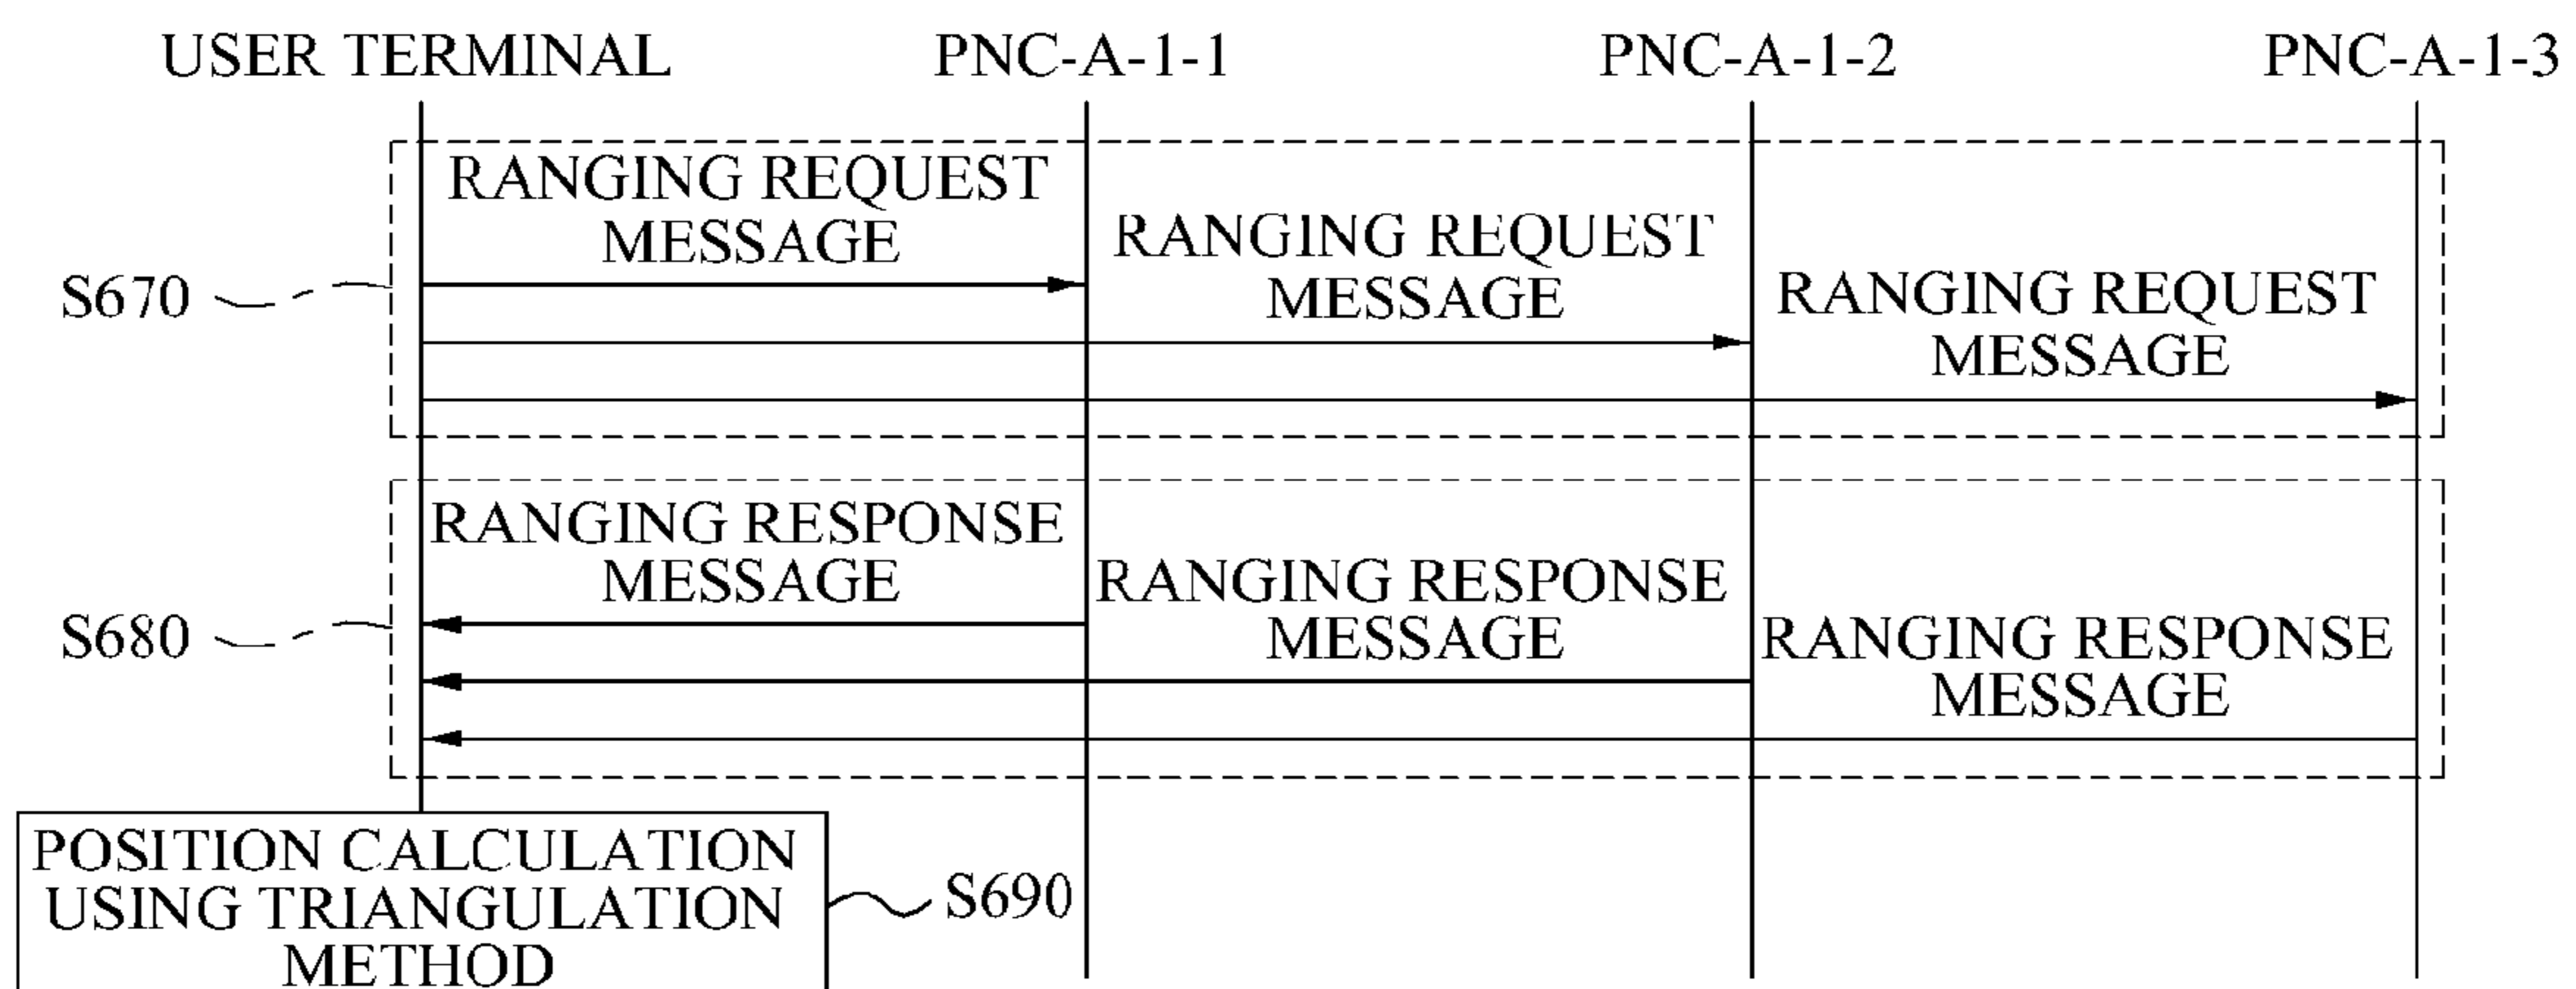 USER TERMINAL
PNC-A-1-1
PNC-A-1-2
PNC-A-1-3
RANGING REQUEST
MESSAGE
RANGING REQUEST
MESSAGE
RANGING REQUEST
MESSAGE
S670
RANGING RESPONSE
MESSAGE
RANGING RESPONSE
MESSAGE
RANGING RESPONSE
MESSAGE
S680
POSITION CALCULATION
USING TRIANGULATION
METHOD
S690